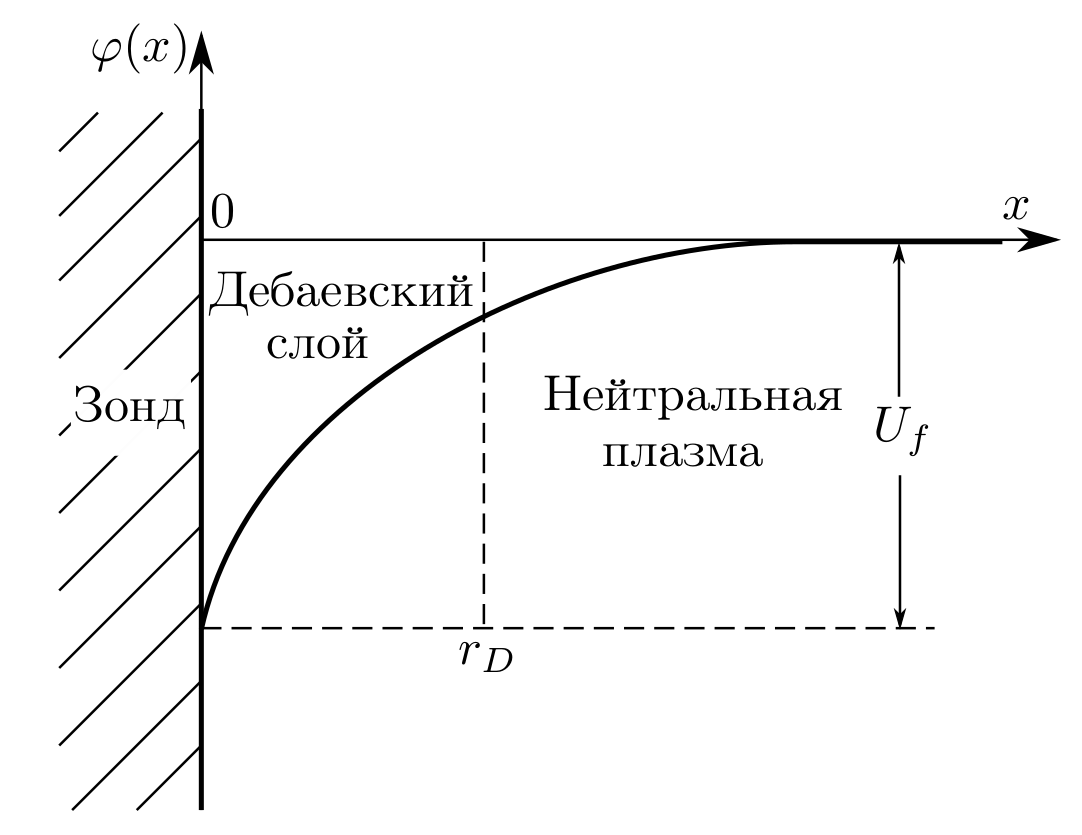 φ(x)
0
x
Дебаевский
слой
Зонд
Нейтральная
плазма
U_f
r_D